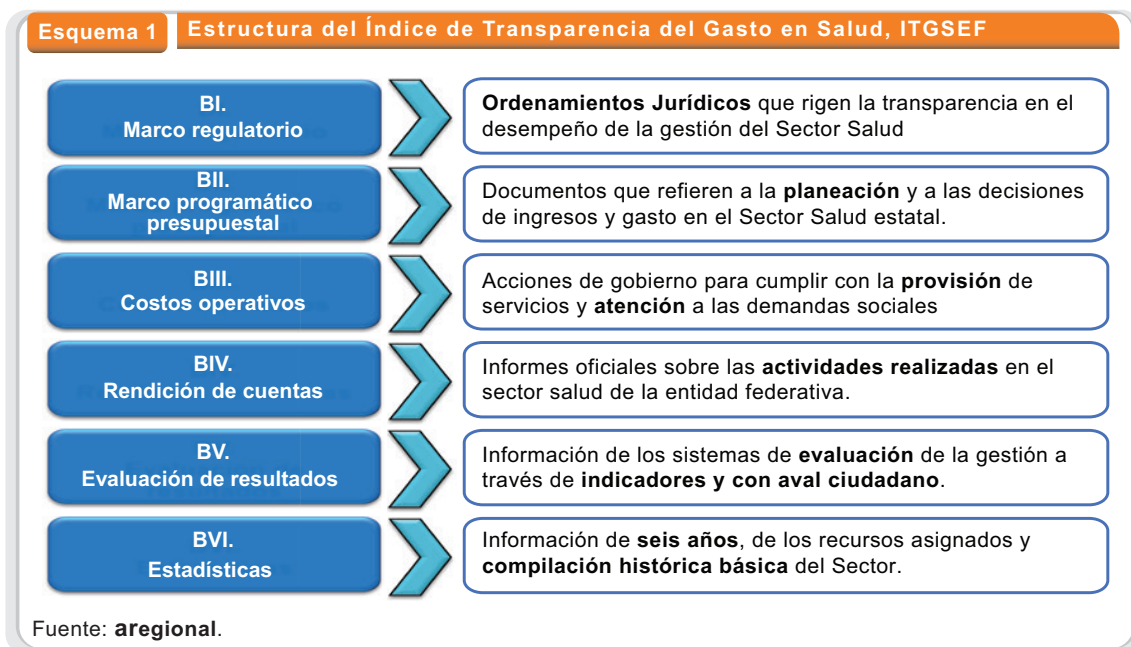 Esquema 1 Estructura del Índice de Transparencia del Gasto en Salud, ITGSEF
BI.
Marco regulatorio
Ordenamientos Jurídicos que rigen la transparencia en el
desempeño de la gestión del Sector Salud
BII.
Marco programático
presupuestal
Documentos que refieren a la planeación y a las decisiones
de ingresos y gasto en el Sector Salud estatal.
BIII.
Costos operativos
Acciones de gobierno para cumplir con la provisión de
servicios y atención a las demandas sociales
BIV.
Rendición de cuentas
Informes oficiales sobre las actividades realizadas en el
sector salud de la entidad federativa.
BV.
Evaluación de resultados
Información de los sistemas de evaluación de la gestión a
través de indicadores y con aval ciudadano.
BVI.
Estadísticas
Información de seis años, de los recursos asignados y
compilación histórica básica del Sector.
Fuente: aregional.